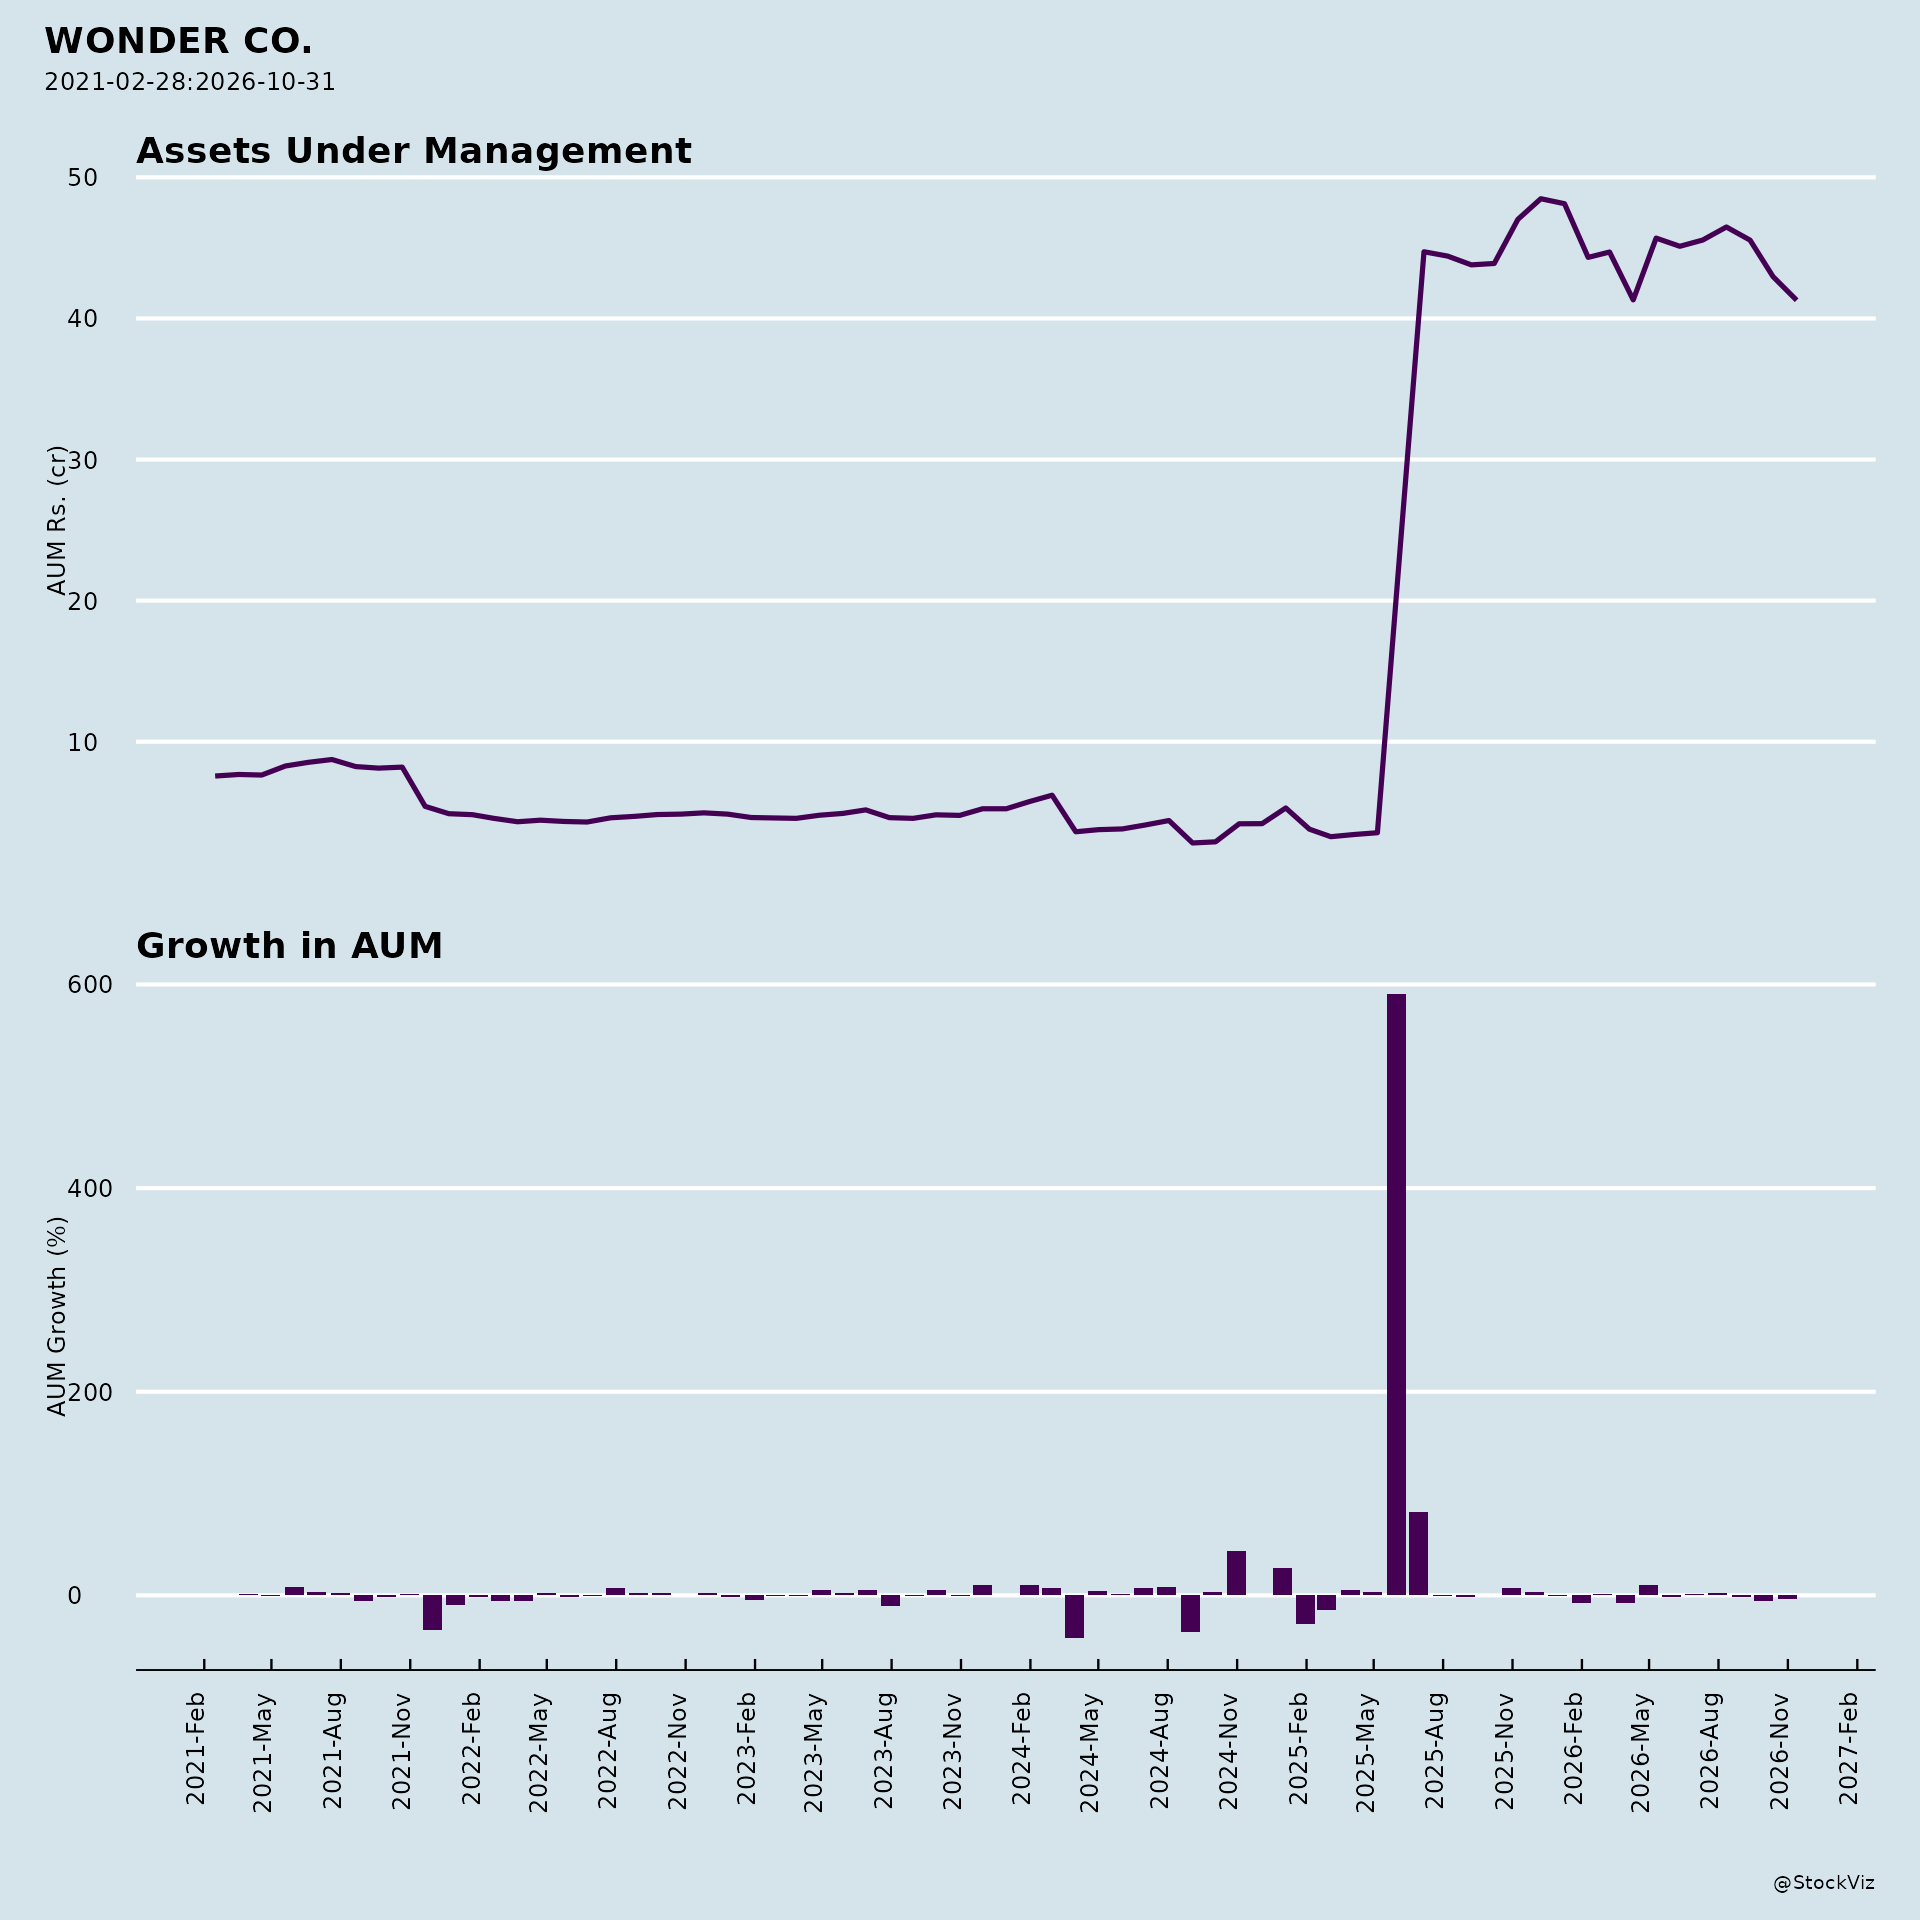 WONDER CO.
2021-02-28:2026-10-31
Assets Under Management
50
40
30
20
10
AUM Rs. (cr)
Growth in AUM
600
400
200
0
AUM Growth (%)
2021-Feb
2021-May
2021-Aug
2021-Nov
2022-Feb
2022-May
2022-Aug
2022-Nov
2023-Feb
2023-May
2023-Aug
2023-Nov
2024-Feb
2024-May
2024-Aug
2024-Nov
2025-Feb
2025-May
2025-Aug
2025-Nov
2026-Feb
2026-May
2026-Aug
2026-Nov
2027-Feb
@StockViz